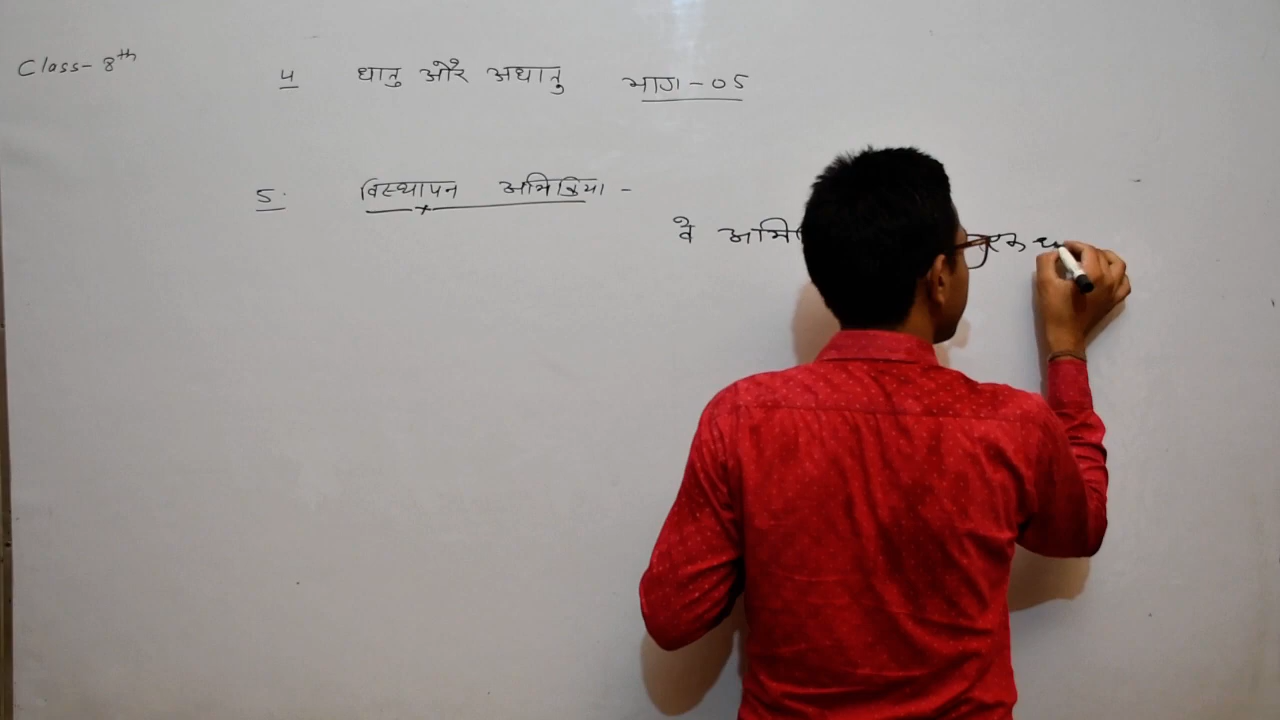 Class- 8th
4 धातु और अधातु भाग-05
5. विस्थापन अभिक्रिया -
वे